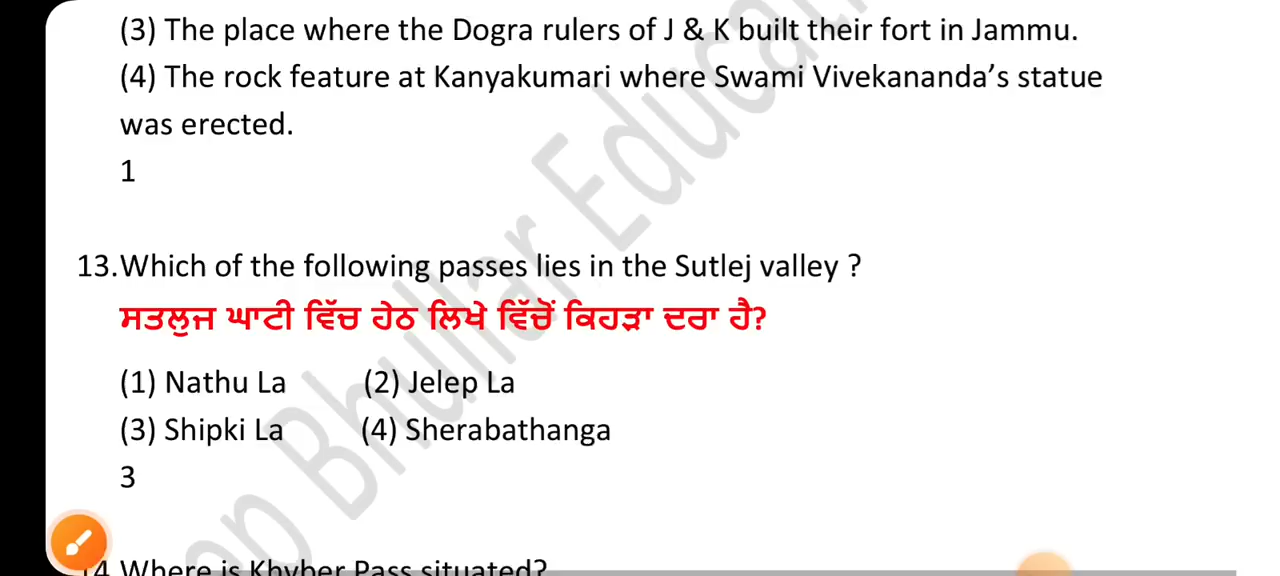 (3) The place where the Dogra rulers of J & K built their fort in Jammu.
(4) The rock feature at Kanyakumari where Swami Vivekananda’s statue
was erected.
1
13.Which of the following passes lies in the Sutlej valley ?
ਸਤਲੁਜ ਘਾਟੀ ਵਿੱਚ ਹੇਠ ਲਿਖੇ ਵਿੱਚੋਂ ਕਿਹੜਾ ਦਰਾ ਹੈ?
(1) Nathu La (2) Jelep La
(3) Shipki La (4) Sherabathanga
3
14.Where is Khyber Pass situated?
Bhullar Educat